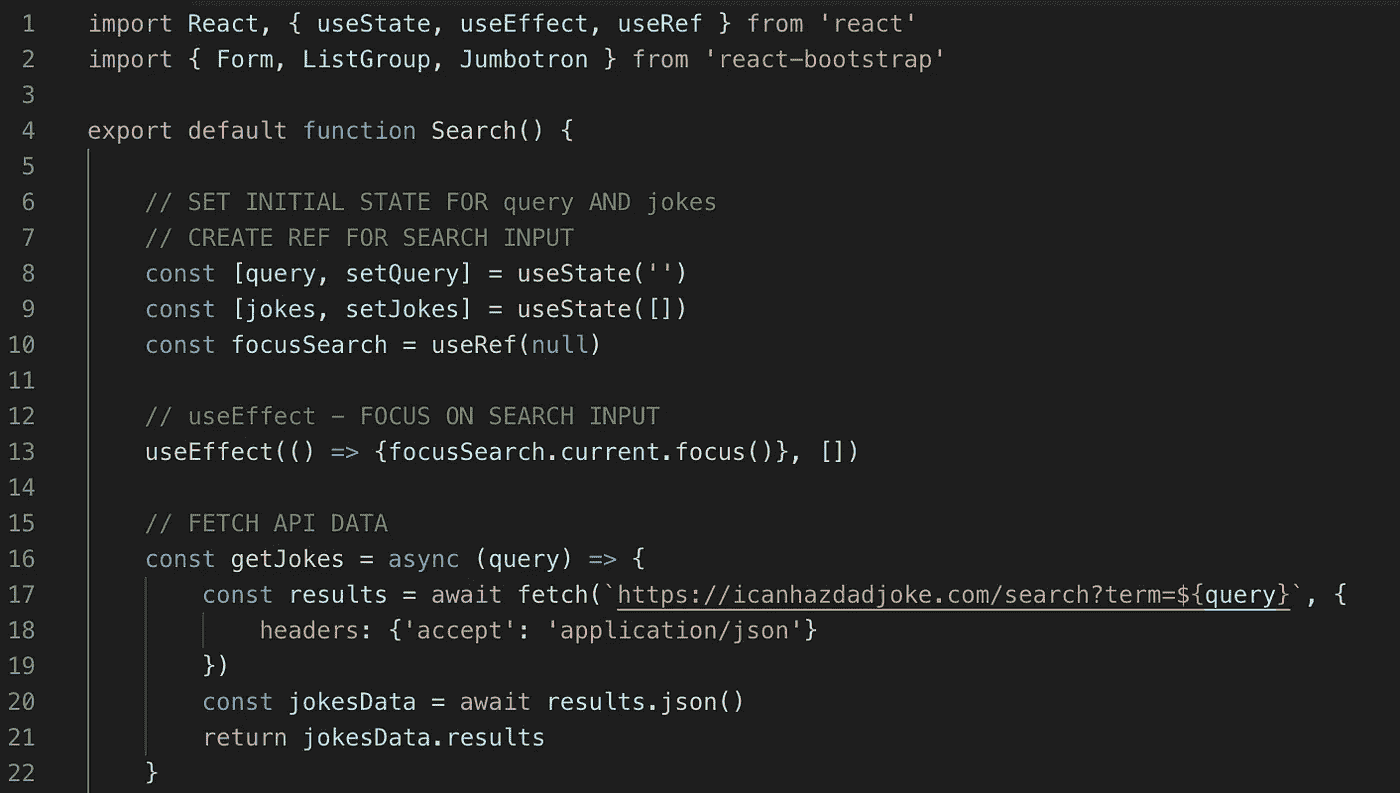 1 import React, { useState, useEffect, useRef } from 'react'
2 import { Form, ListGroup, Jumbotron } from 'react-bootstrap'
3
4 export default function Search() {
5
6     // SET INITIAL STATE FOR query AND jokes
7     // CREATE REF FOR SEARCH INPUT
8     const [query, setQuery] = useState('')
9     const [jokes, setJokes] = useState([])
10     const focusSearch = useRef(null)
11
12     // useEffect - FOCUS ON SEARCH INPUT
13     useEffect(() => {focusSearch.current.focus()}, [])
14
15     // FETCH API DATA
16     const getJokes = async (query) => {
17         const results = await fetch(`https://icanhazdadjoke.com/search?term=${query}`, {
18             headers: {'accept': 'application/json'}
19         })
20         const jokesData = await results.json()
21         return jokesData.results
22     }